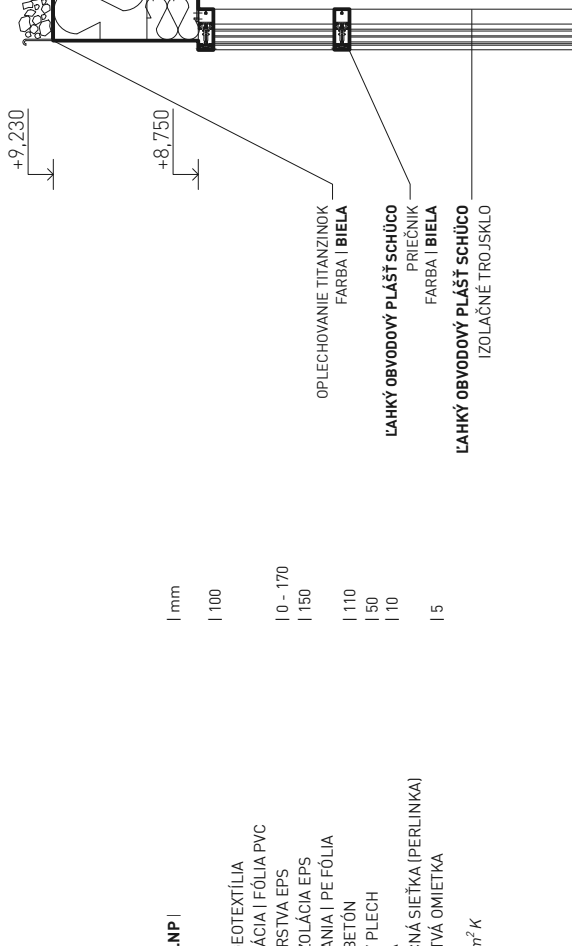 +9,230
+8,750
OPLECHOVANIE TITANZINOK
FARBA | BIELA
ĽAHKÝ OBVODOVÝ PLÁŠŤ SCHÜCO
PRIEČNIK
FARBA | BIELA
ĽAHKÝ OBVODOVÝ PLÁŠŤ SCHÜCO
IZOLAČNÉ TROJSKLO
.NP | | mm
| 100
EOTEXTÍLIA
ÁCIA | FÓLIA PVC
RSTVA EPS | 0 - 170
ZOLÁCIA EPS | 150
ANIA | PE FÓLIA
BETÓN | 110
PLECH | 50
| 10
NÁ SIEŤKA (PERLINKA)
TVÁ OMIETKA | 5
m² K